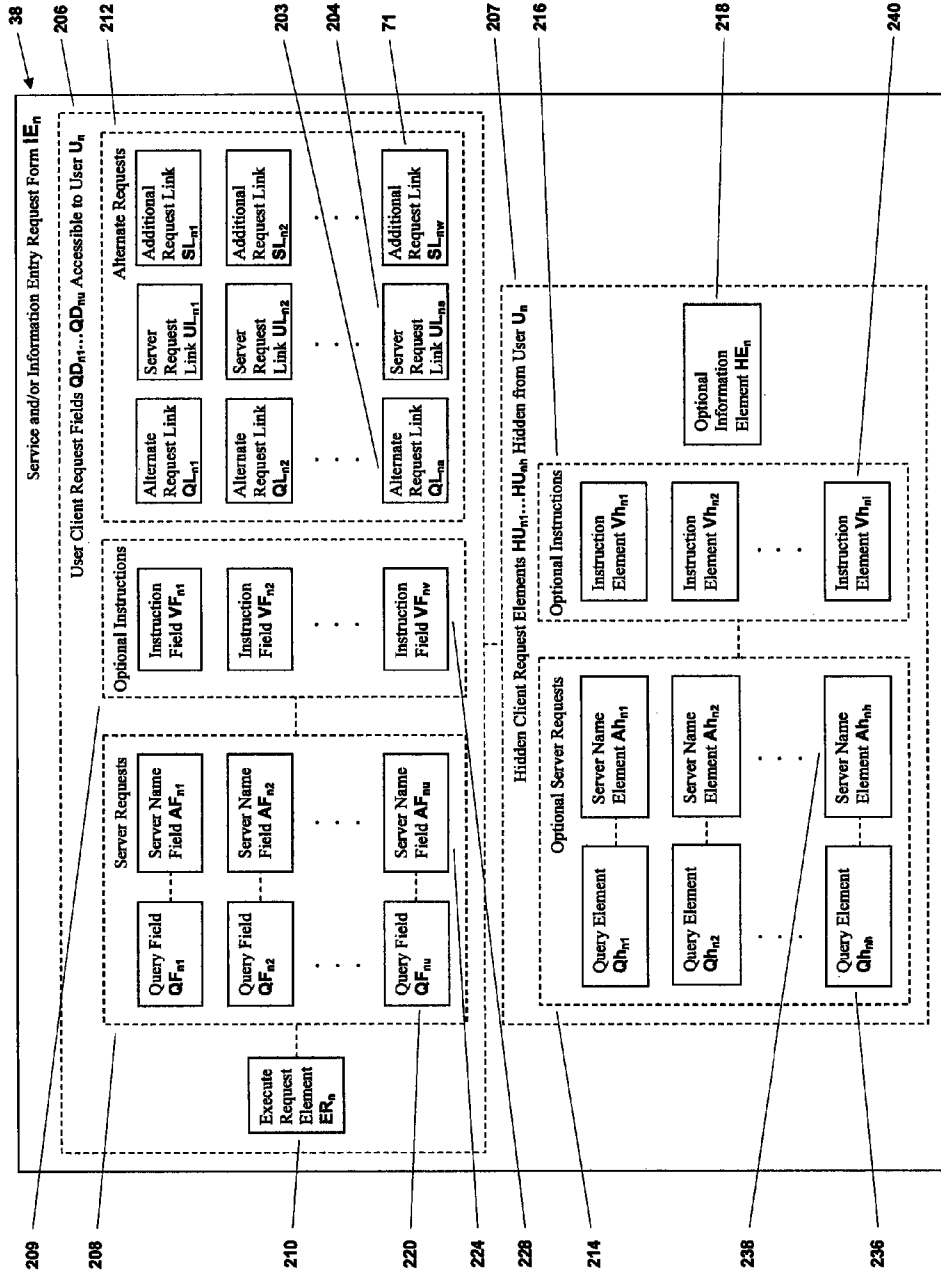 38
206
212
203
204
71
207
216
218
240
Service and/or Information Entry Request Form IEn
User Client Request Fields QDn1...QDnu Accessible to User Un
Alternate Requests
Alternate
Request Link
QLn1
Server
Request
Link ULn1
Additional
Request Link
SLn1
Alternate
Request Link
QLn2
Server
Request
Link ULn2
Additional
Request Link
SLn2
. . .
. . .
. . .
Alternate
Request Link
QLna
Server
Request
Link ULns
Additional
Request Link
SLnw
Optional Instructions
Instruction
Field VFn1
Instruction
Field VFn2
. . .
Instruction
Field VFnw
Server Requests
Query Field
QFn1
Server Name
Field AFn1
Query Field
QFn2
Server Name
Field AFn2
. . .
. . .
Query Field
QFnu
Server Name
Field AFnu
Execute
Request
Element
ERn
Hidden Client Request Elements HUn1...HUnh Hidden from User Un
Optional
Information
Element HEn
Optional Instructions
Instruction
Element Vhn1
Instruction
Element Vhn2
. . .
Instruction
Element Vhni
Optional Server Requests
Query Element
Qhn1
Server Name
Element Ahn1
Query Element
Qhn2
Server Name
Element Ahn2
. . .
. . .
Query Element
Qhnh
Server Name
Element Ahnh
209
208
210
220
224
228
214
238
236